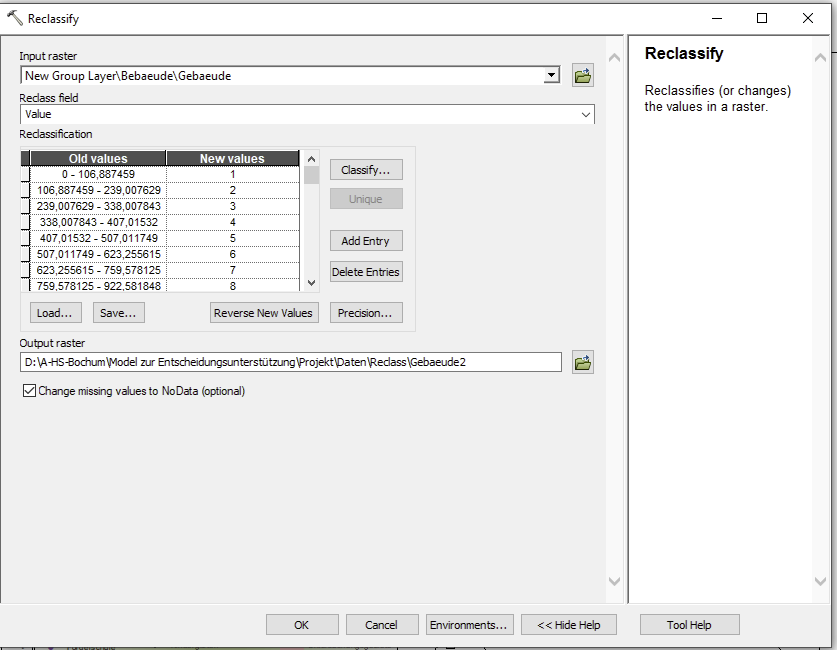 Reclassify
Input raster
New Group Layer\Bebaeude\Gebaeude
Reclass field
Value
Reclassification
Old values New values
0 - 106,887459 1
106,887459 - 239,007629 2
239,007629 - 338,007843 3
338,007843 - 407,01532 4
407,01532 - 507,011749 5
507,011749 - 623,255615 6
623,255615 - 759,578125 7
759,578125 - 922,581848 8
Classify...
Unique
Add Entry
Delete Entries
Load... Save... Reverse New Values Precision...
Output raster
D:\A-HS-Bochum\Model zur Entscheidungsunterstützung\Projekt\Daten\Reclass\Gebaeude2
Change missing values to NoData (optional)
Reclassify
Reclassifies (or changes)
the values in a raster.
OK Cancel Environments... << Hide Help Tool Help